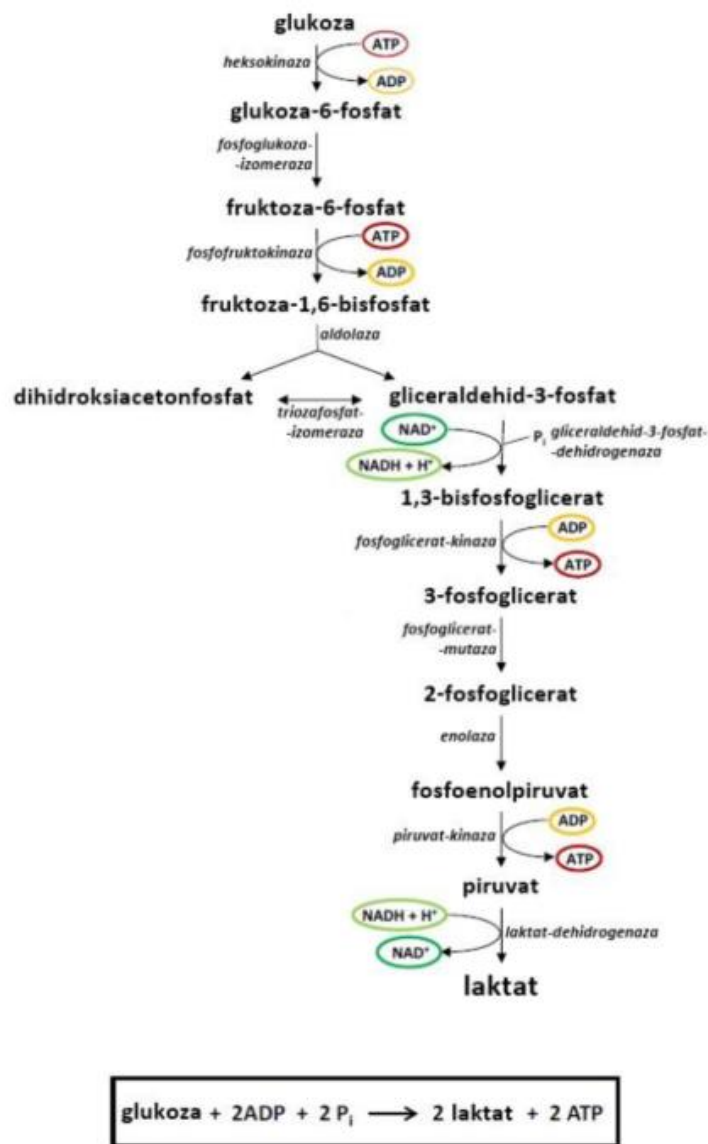 glukoza
ATP
heksokinaza
ADP
glukoza-6-fosfat
fosfoglukoza-
-izomeraza
fruktoza-6-fosfat
ATP
fosfofruktokinaza
ADP
fruktoza-1,6-bisfosfat
aldolaza
dihidroksiacetonfosfat
gliceraldehid-3-fosfat
triozafosfat-
-izomeraza
NAD⁺
Pᵢ gliceraldehid-3-fosfat-
-dehidrogenaza
NADH + H⁺
1,3-bisfosfoglicerat
ADP
fosfoglicerat-kinaza
ATP
3-fosfoglicerat
fosfoglicerat-
-mutaza
2-fosfoglicerat
enolaza
fosfoenolpiruvat
ADP
piruvat-kinaza
ATP
piruvat
NADH + H⁺
laktat-dehidrogenaza
NAD⁺
laktat
glukoza + 2ADP + 2 Pᵢ ⟶ 2 laktat + 2 ATP